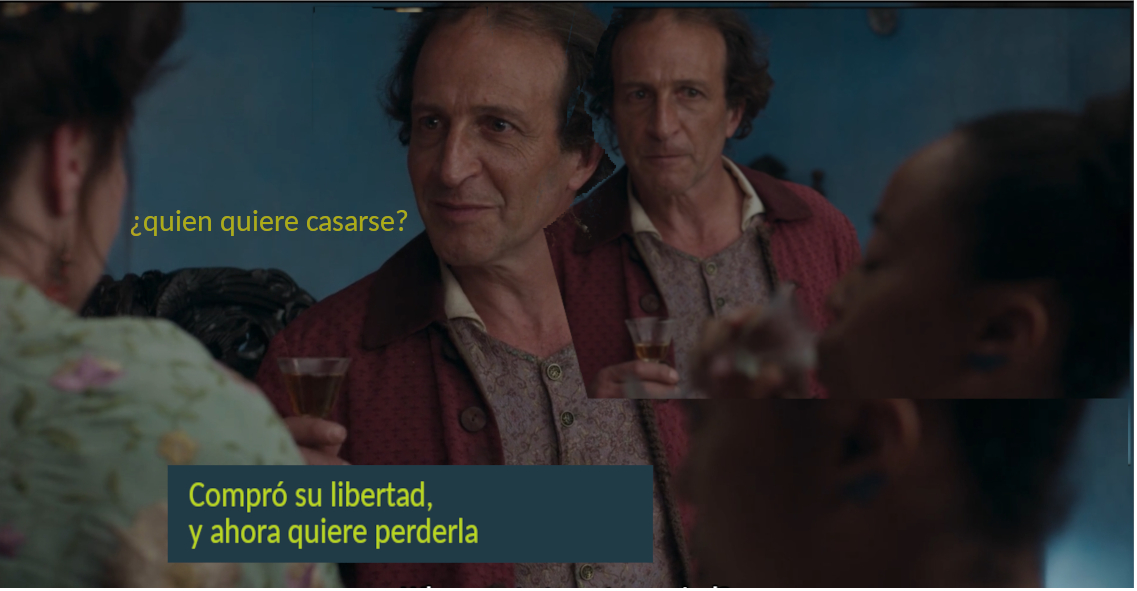 ¿quien quiere casarse?
Compró su libertad,
y ahora quiere perderla